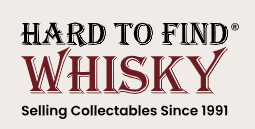 HARD TO FIND®
WHISKY
Selling Collectables Since 1991